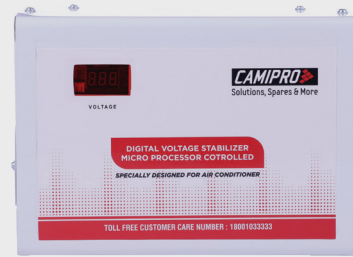 888
CAMIPRO
Solutions, Spares & More
VOLTAGE
DIGITAL VOLTAGE STABILIZER
MICRO PROCESSOR COTROLLED
SPECIALLY DESIGNED FOR AIR CONDITIONER
TOLL FREE CUSTOMER CARE NUMBER : 18001033333